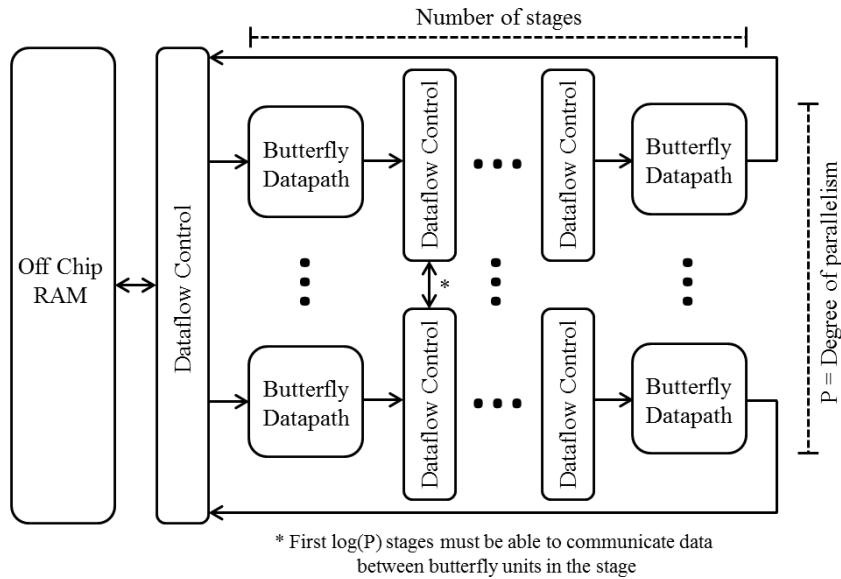 Number of stages
Off Chip
RAM
Dataflow Control
Butterfly
Datapath
Dataflow Control
Dataflow Control
Butterfly
Datapath
*
Butterfly
Datapath
Dataflow Control
Dataflow Control
Butterfly
Datapath
P = Degree of parallelism
* First log(P) stages must be able to communicate data
between butterfly units in the stage